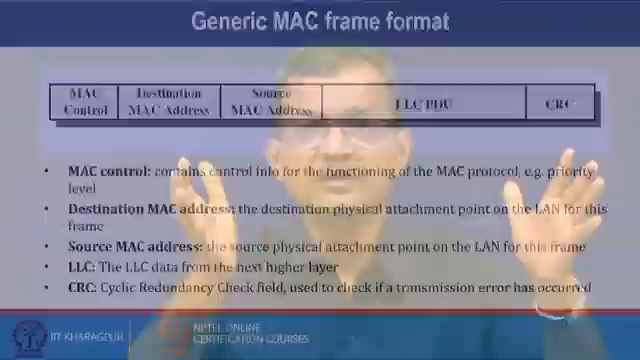 Generic MAC frame format
MAC Control
Destination MAC Address
Source MAC Address
LLC PDU
CRC
• MAC control: contains control info for the functioning of the MAC protocol, e.g. priority
level
• Destination MAC address: the destination physical attachment point on the LAN for this
frame
• Source MAC address: the source physical attachment point on the LAN for this frame
• LLC: The LLC data from the next higher layer
• CRC: Cyclic Redundancy Check field, used to check if a transmission error has occurred
IIT KHARAGPUR
NPTEL ONLINE
CERTIFICATION COURSES